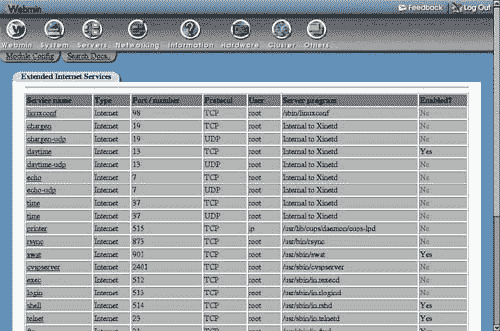 Webmin
Feedback Log Out
Webmin System Servers Networking Information Hardware Cluster Others
Module Config Search Docs..
Extended Internet Services
Service name Type Port / number Protocol User Server program Enabled?
linuxconf Internet 98 TCP root /sbin/linuxconf No
chargen Internet 19 TCP root Internal to Xinetd No
chargen-udp Internet 19 UDP root Internal to Xinetd No
daytime Internet 13 TCP root Internal to Xinetd Yes
daytime-udp Internet 13 UDP root Internal to Xinetd No
echo Internet 7 TCP root Internal to Xinetd No
echo-udp Internet 7 UDP root Internal to Xinetd No
time Internet 37 TCP root Internal to Xinetd No
time Internet 37 UDP root Internal to Xinetd No
printer Internet 515 TCP lp /usr/lib/cups/daemon/cups-lpd No
rsync Internet 873 TCP root /usr/bin/rsync No
swat Internet 901 TCP root /usr/sbin/swat Yes
cvspserver Internet 2401 TCP root /usr/sbin/cvspserver No
exec Internet 512 TCP root /usr/sbin/in.rexecd No
login Internet 513 TCP root /usr/sbin/in.rlogind No
shell Internet 514 TCP root /usr/sbin/in.rshd Yes
telnet Internet 23 TCP root /usr/sbin/in.telnetd Yes